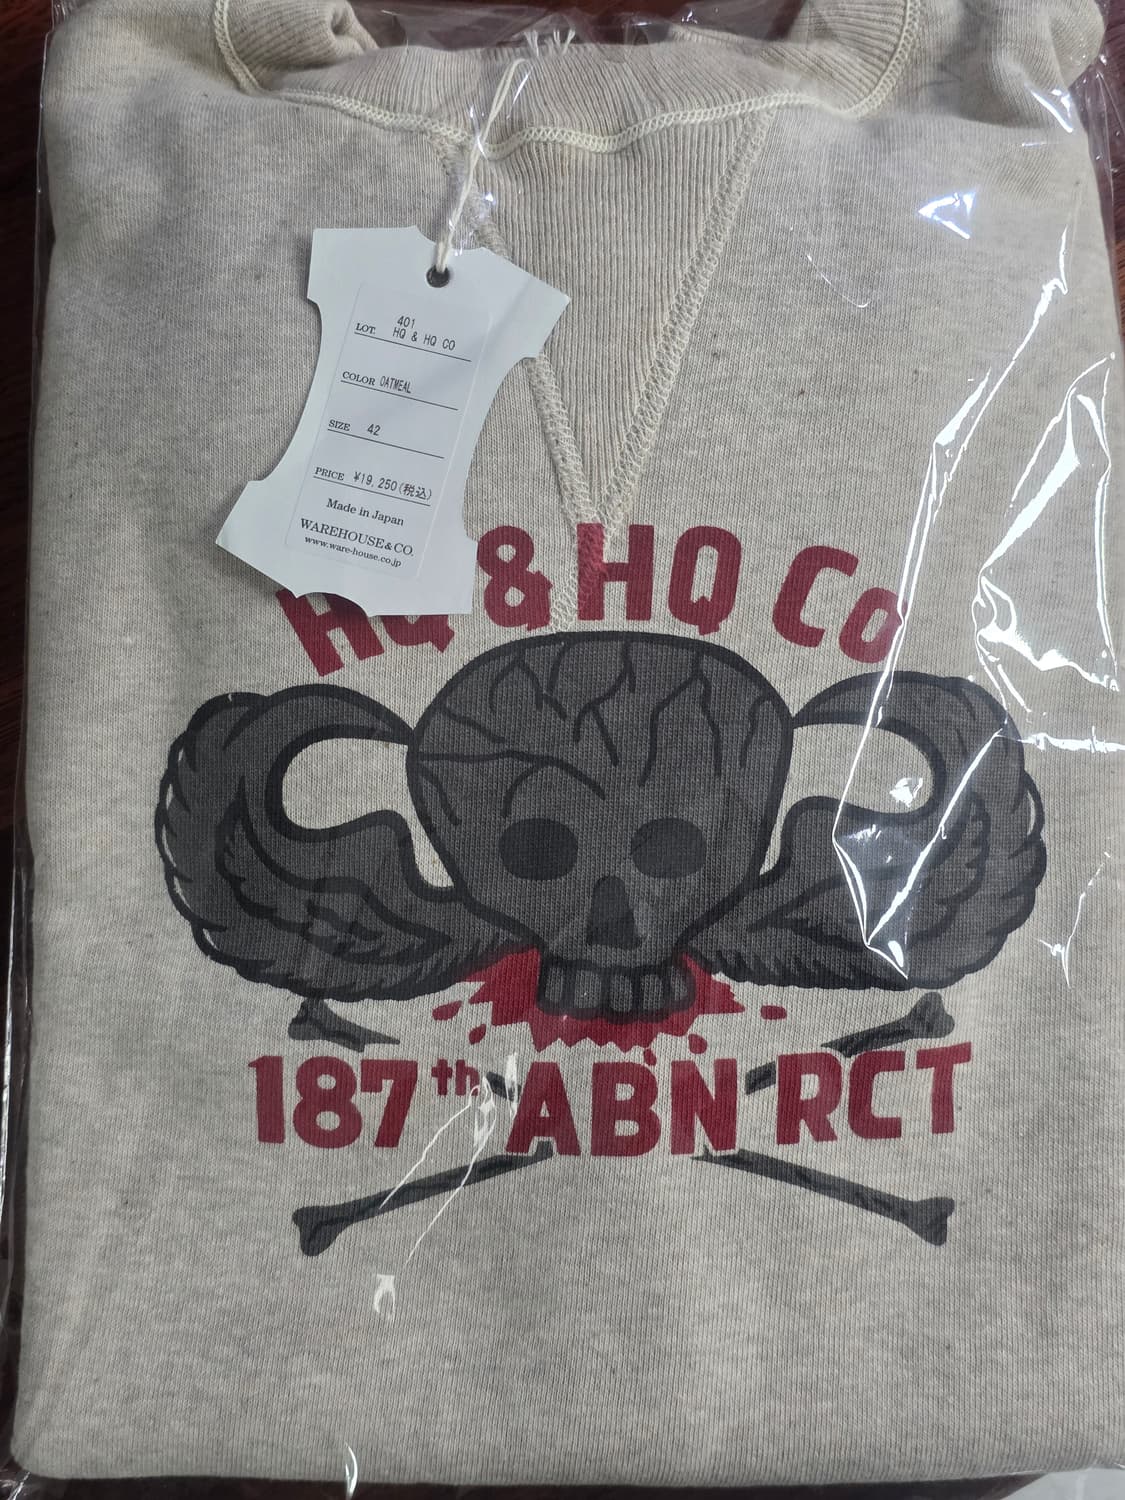 401
LOT. HQ & HQ CO
COLOR OATMEAL
SIZE 42
PRICE ¥19,250(税込)
Made in Japan
WAREHOUSE & CO.
www.ware-house.co.jp
HQ & HQ Co
187th ABN RCT